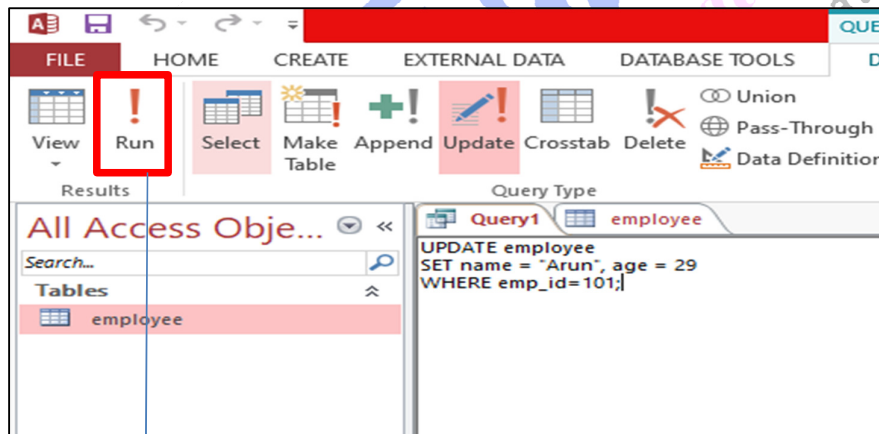 QUE
FILE HOME CREATE EXTERNAL DATA DATABASE TOOLS D
View Run Select Make Table Append Update Crosstab Delete
Union
Pass-Through
Data Definition
Results Query Type
All Access Obje...
Search...
Tables
employee
Query1 employee
UPDATE employee
SET name = "Arun", age = 29
WHERE emp_id=101;